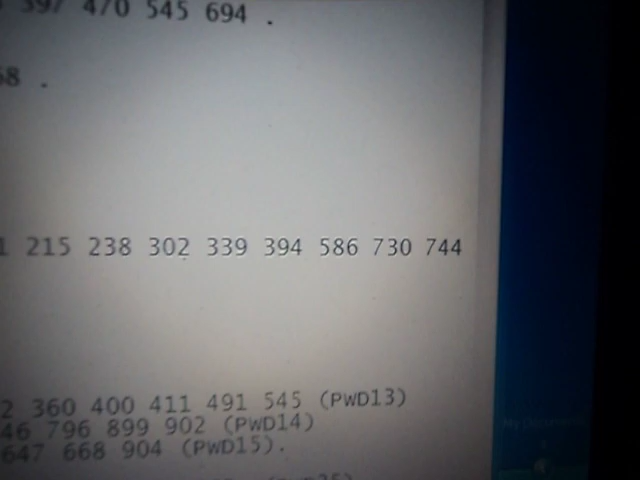 397 470 545 694 .
68 .
1 215 238 302 339 394 586 730 744
2 360 400 411 491 545 (PWD13)
46 796 899 902 (PWD14)
647 668 904 (PWD15).